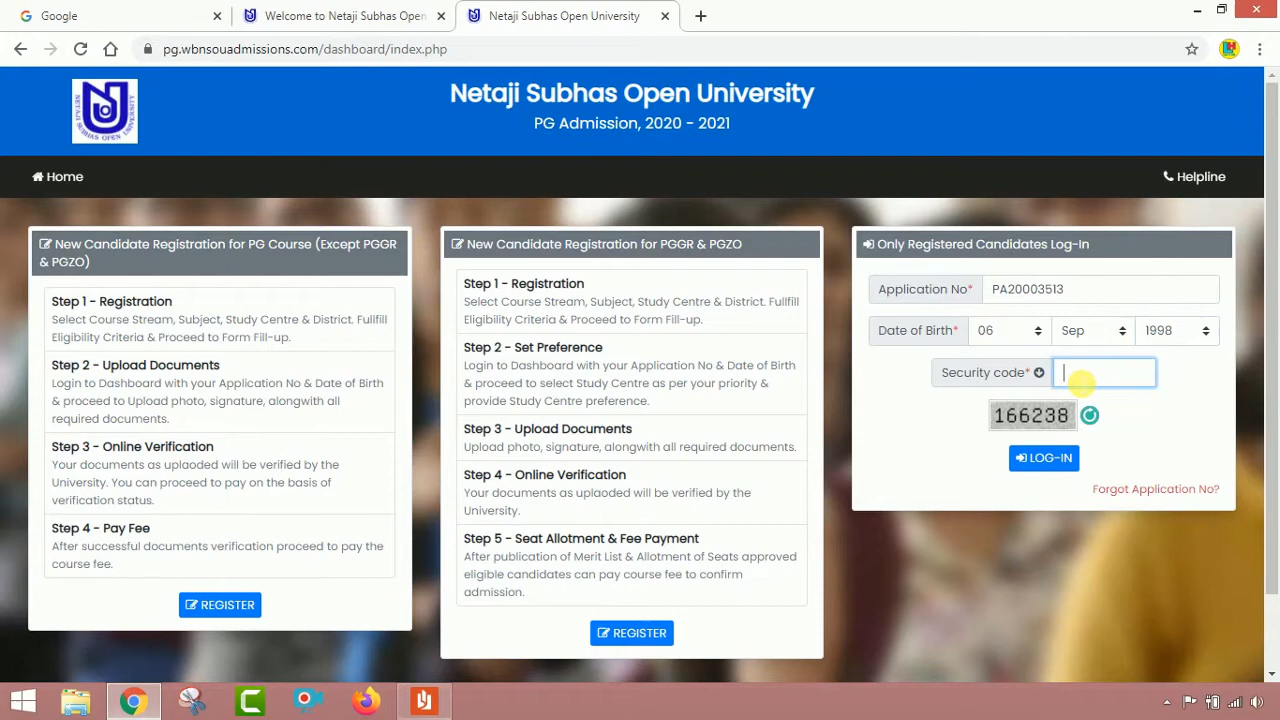 Google
Welcome to Netaji Subhas Open
Netaji Subhas Open University
pg.wbnsouadmissions.com/dashboard/index.php
NETAJI SUBHAS OPEN UNIVERSITY
Netaji Subhas Open University
PG Admission, 2020 - 2021
Home
Helpline
New Candidate Registration for PG Course (Except PGGR
& PGZO)
Step 1 - Registration
Select Course Stream, Subject, Study Centre & District. Fullfill
Eligibility Criteria & Proceed to Form Fill-up.
Step 2 - Upload Documents
Login to Dashboard with your Application No & Date of Birth
& proceed to Upload photo, signature, alongwith all
required documents.
Step 3 - Online Verification
Your documents as uplaoded will be verified by the
University. You can proceed to pay on the basis of
verification status.
Step 4 - Pay Fee
After successful documents verification proceed to pay the
course fee.
REGISTER
New Candidate Registration for PGGR & PGZO
Step 1 - Registration
Select Course Stream, Subject, Study Centre & District. Fullfill
Eligibility Criteria & Proceed to Form Fill-up.
Step 2 - Set Preference
Login to Dashboard with your Application No & Date of Birth
& proceed to select Study Centre as per your priority &
provide Study Centre preference.
Step 3 - Upload Documents
Upload photo, signature, alongwith all required documents.
Step 4 - Online Verification
Your documents as uplaoded will be verified by the
University.
Step 5 - Seat Allotment & Fee Payment
After publication of Merit List & Allotment of Seats approved
eligible candidates can pay course fee to confirm
admission.
REGISTER
Only Registered Candidates Log-In
Application No* PA20003513
Date of Birth* 06 Sep 1998
Security code*
166238
LOG-IN
Forgot Application No?